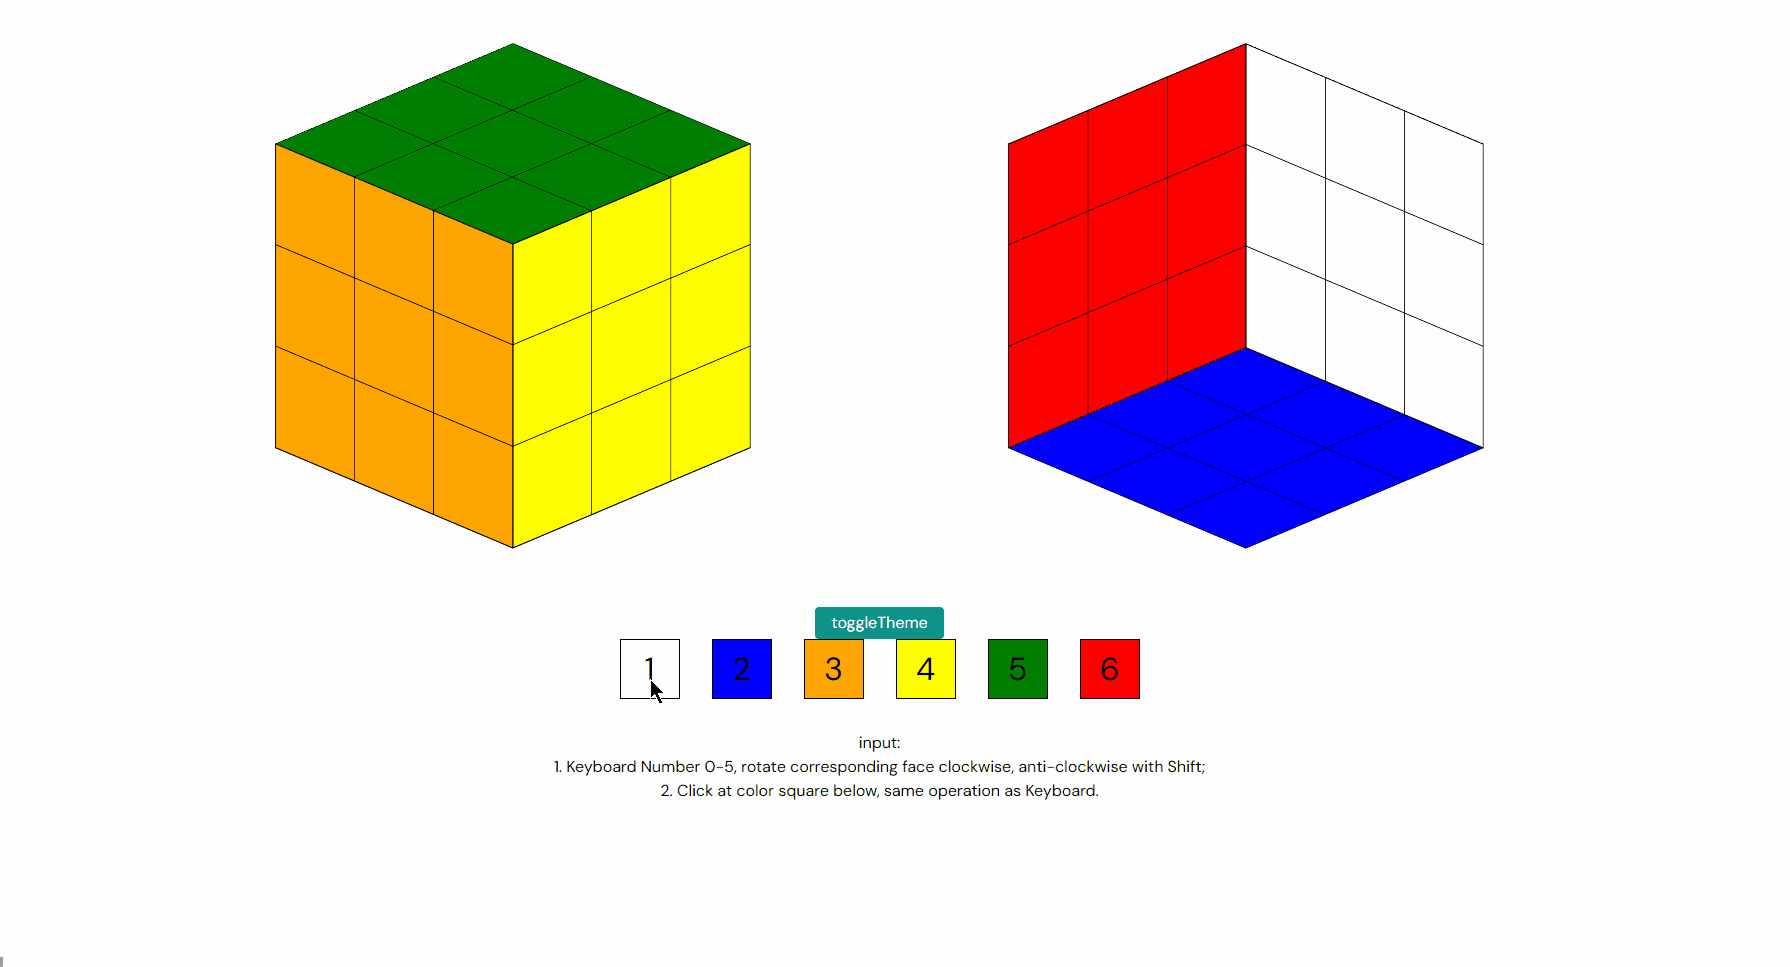 toggleTheme
1 2 3 4 5 6
input:
1. Keyboard Number 0-5, rotate corresponding face clockwise, anti-clockwise with Shift;
2. Click at color square below, same operation as Keyboard.